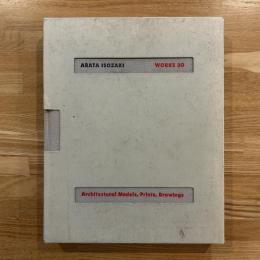 ARATA ISOZAKI WORKS 30
Architectural Models, Prints, Drawings